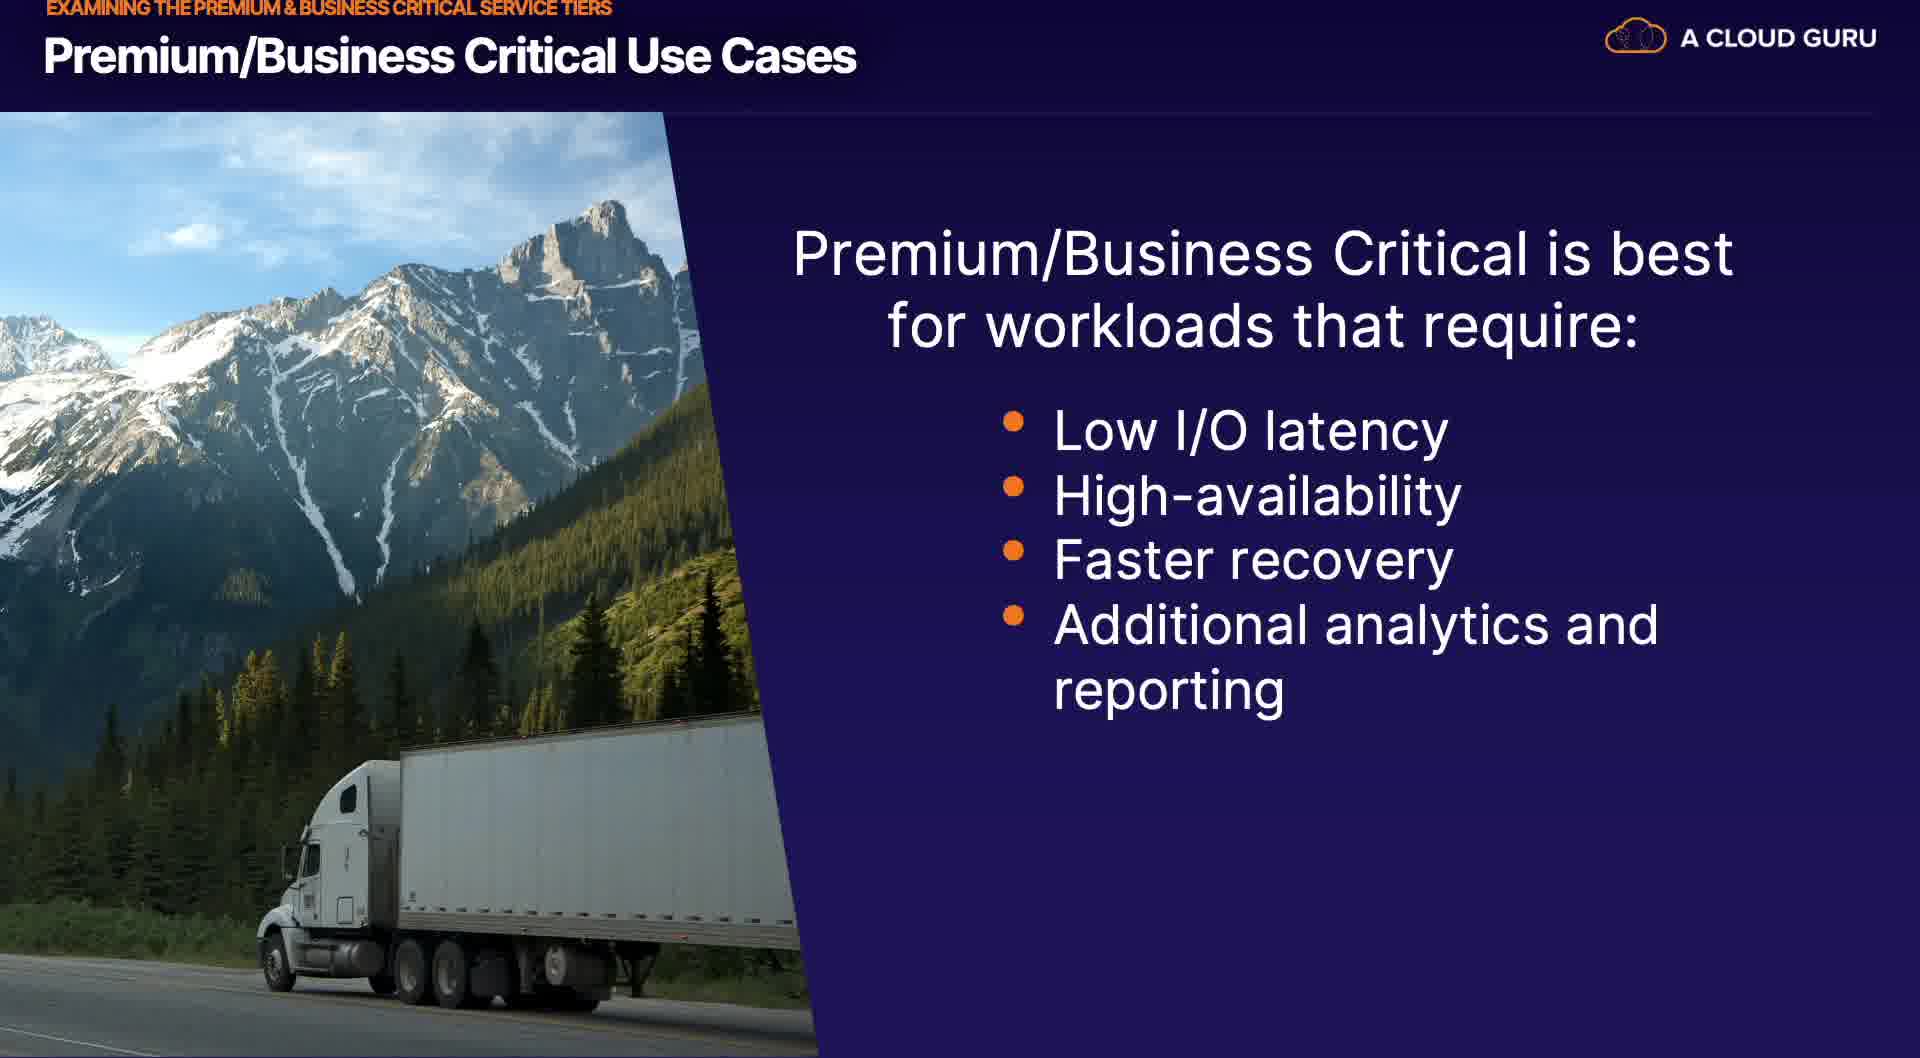 EXAMINING THE PREMIUM & BUSINESS CRITICAL SERVICE TIERS
Premium/Business Critical Use Cases
A CLOUD GURU
Premium/Business Critical is best
for workloads that require:
Low I/O latency
High-availability
Faster recovery
Additional analytics and
reporting